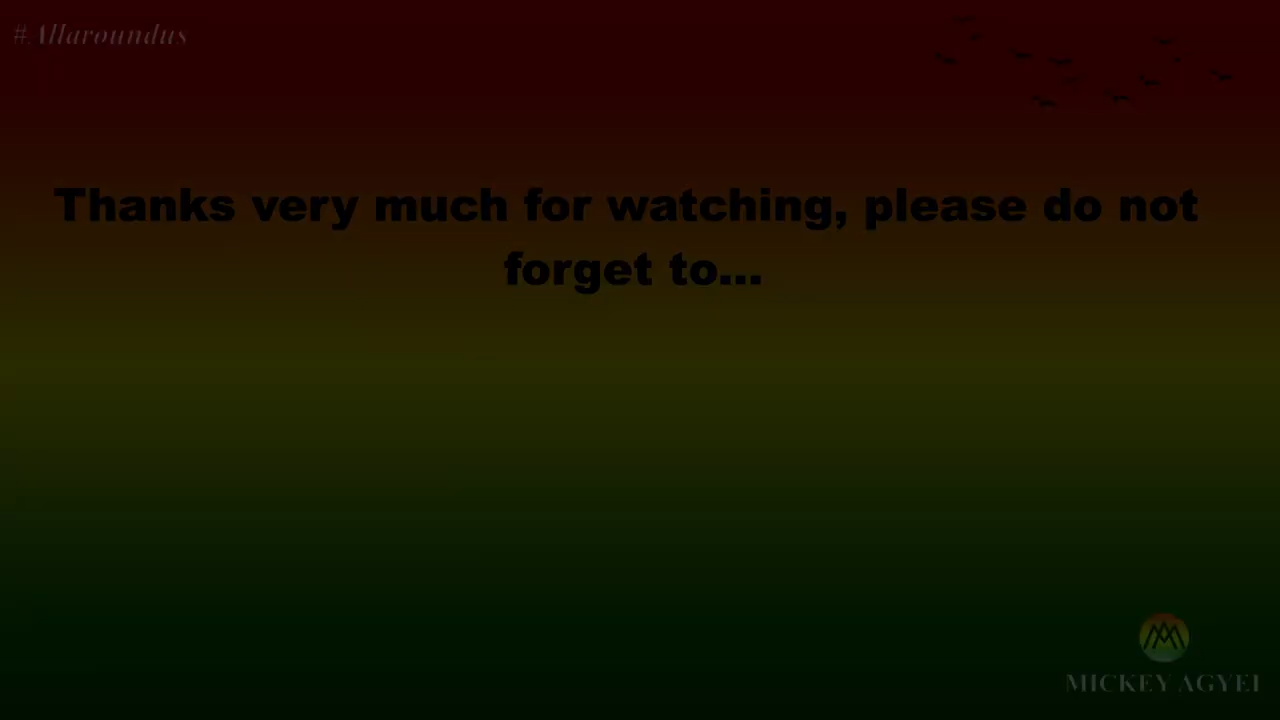 #Allaroundus
Thanks very much for watching, please do not
forget to...
MICKEY AGYEI